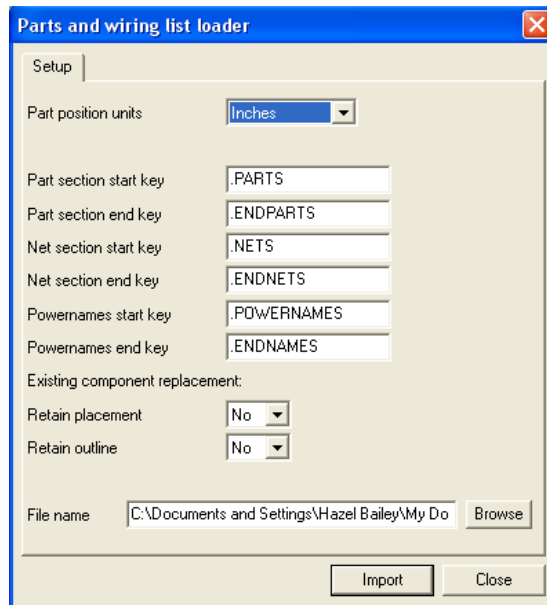 Parts and wiring list loader
Setup
Part position units Inches
Part section start key .PARTS
Part section end key .ENDPARTS
Net section start key .NETS
Net section end key .ENDNETS
Powernames start key .POWERNAMES
Powernames end key .ENDNAMES
Existing component replacement:
Retain placement No
Retain outline No
File name C:\Documents and Settings\Hazel Bailey\My Do Browse
Import Close